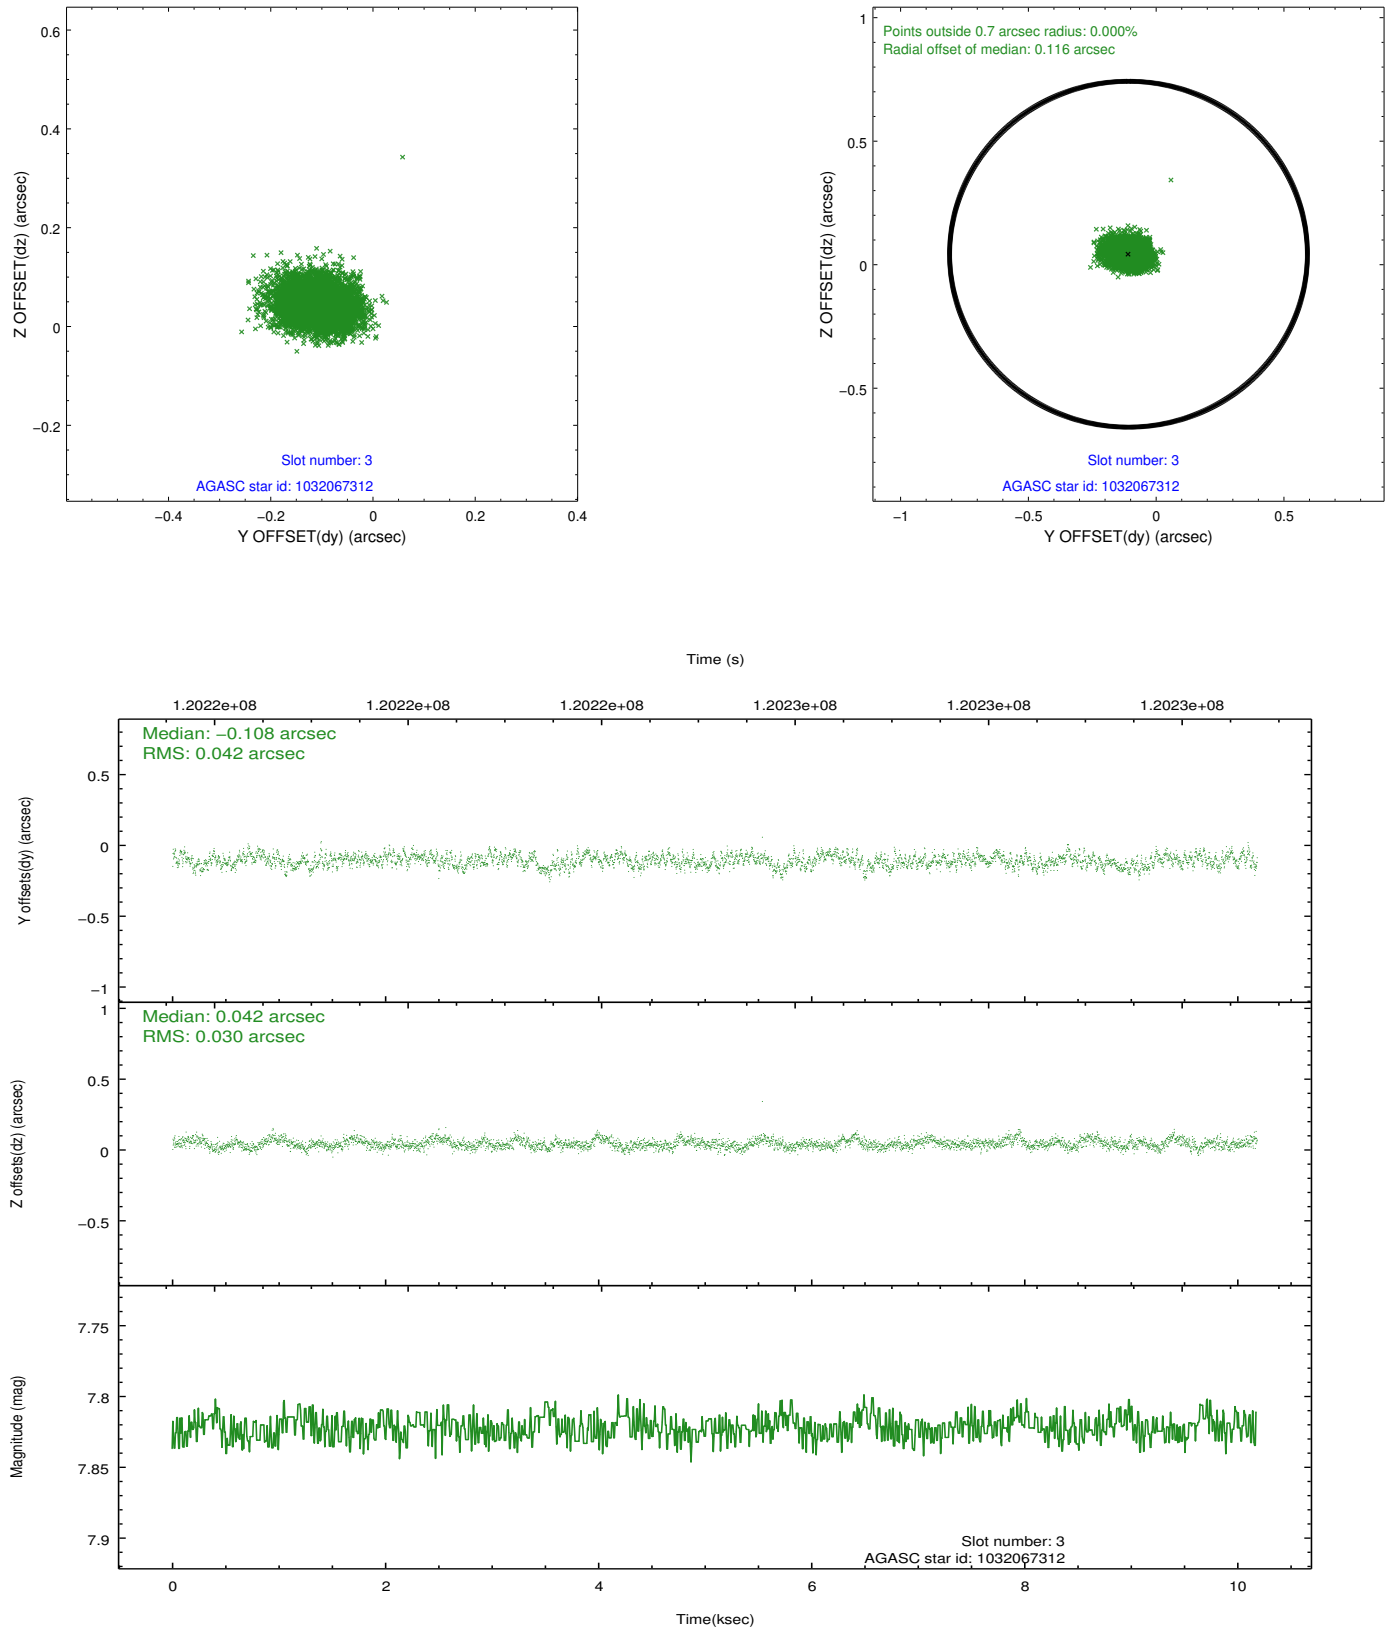 0.6
0.4
0.2
0
−0.2
Z OFFSET(dz) (arcsec)
Slot number: 3
AGASC star id: 1032067312
−0.4 −0.2 0 0.2 0.4
Y OFFSET(dy) (arcsec)
Points outside 0.7 arcsec radius: 0.000%
Radial offset of median: 0.116 arcsec
1
0.5
0
−0.5
Z OFFSET(dz) (arcsec)
Slot number: 3
AGASC star id: 1032067312
−1 −0.5 0 0.5
Y OFFSET(dy) (arcsec)
Time (s)
1.2022e+08 1.2022e+08 1.2022e+08 1.2023e+08 1.2023e+08 1.2023e+08
Median: −0.108 arcsec
RMS: 0.042 arcsec
0.5
0
−0.5
−1
Y offsets(dy) (arcsec)
Median: 0.042 arcsec
RMS: 0.030 arcsec
1
0.5
0
−0.5
Z offsets(dz) (arcsec)
7.75
7.8
7.85
7.9
Magnitude (mag)
Slot number: 3
AGASC star id: 1032067312
0 2 4 6 8 10
Time(ksec)